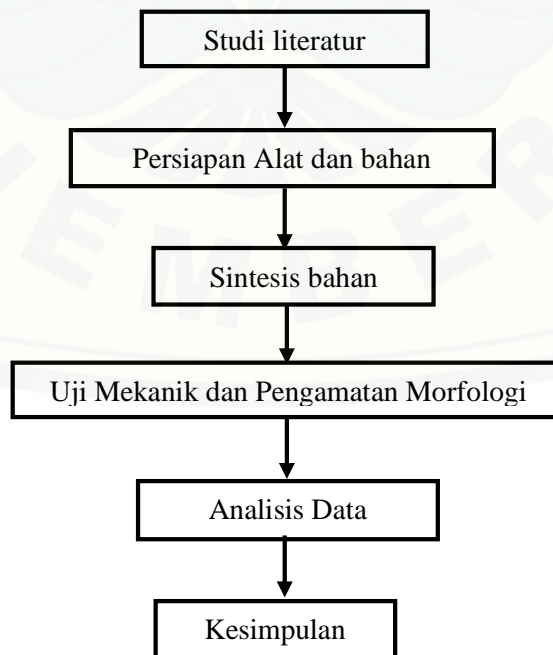 Studi literatur
Persiapan Alat dan bahan
Sintesis bahan
Uji Mekanik dan Pengamatan Morfologi
Analisis Data
Kesimpulan